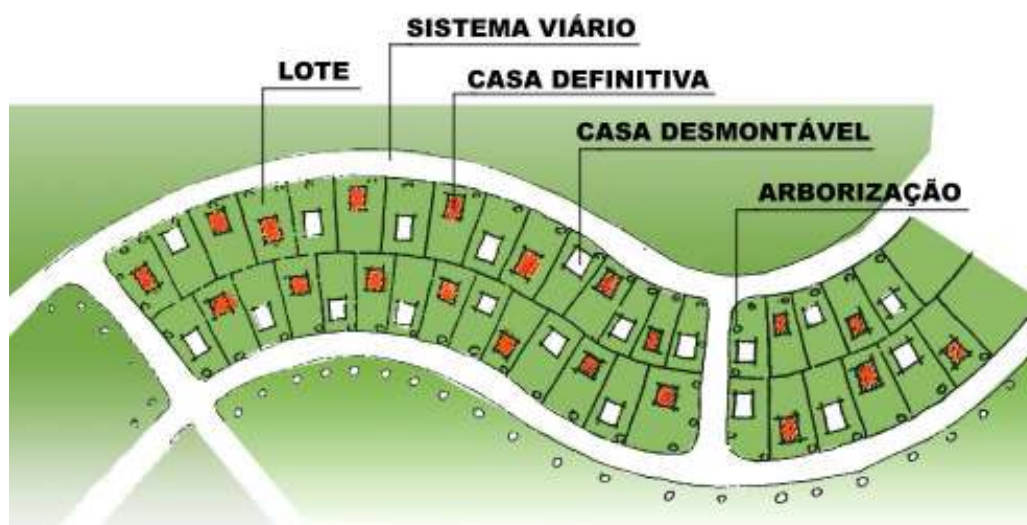 SISTEMA VIÁRIO
LOTE
CASA DEFINITIVA
CASA DESMONTÁVEL
ARBORIZAÇÃO